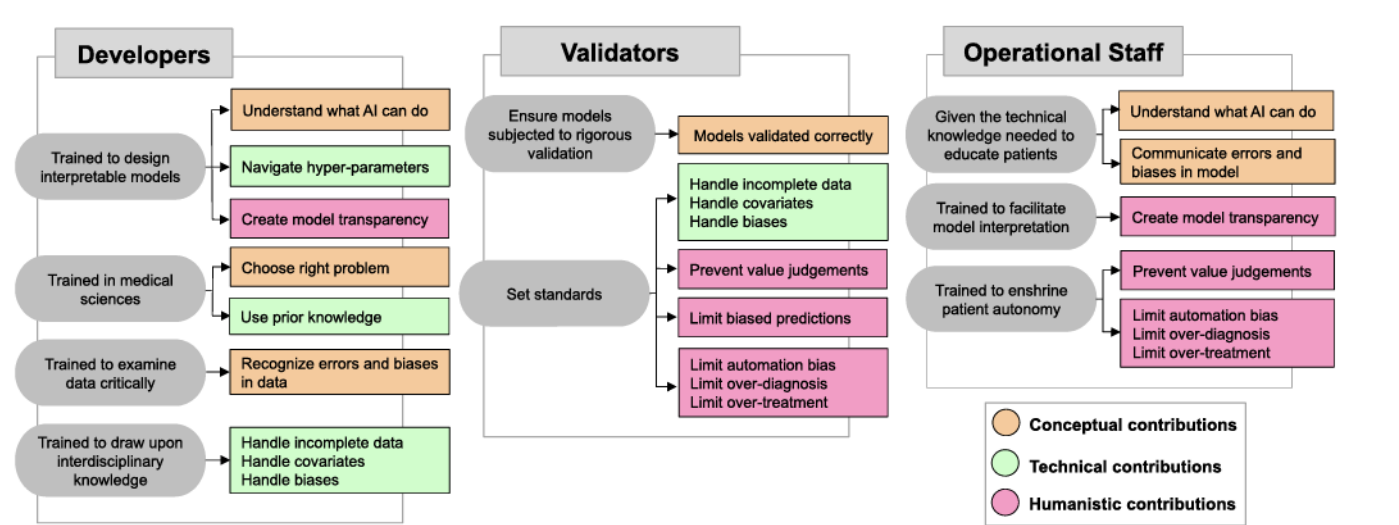 Developers
Trained to design
interpretable models
Understand what AI can do
Navigate hyper-parameters
Create model transparency
Trained in medical
sciences
Choose right problem
Use prior knowledge
Trained to examine
data critically
Recognize errors and biases
in data
Trained to draw upon
interdisciplinary
knowledge
Handle incomplete data
Handle covariates
Handle biases
Validators
Ensure models
subjected to rigorous
validation
Models validated correctly
Set standards
Handle incomplete data
Handle covariates
Handle biases
Prevent value judgements
Limit biased predictions
Limit automation bias
Limit over-diagnosis
Limit over-treatment
Operational Staff
Given the technical
knowledge needed to
educate patients
Understand what AI can do
Communicate errors and
biases in model
Trained to facilitate
model interpretation
Create model transparency
Trained to enshrine
patient autonomy
Prevent value judgements
Limit automation bias
Limit over-diagnosis
Limit over-treatment
Conceptual contributions
Technical contributions
Humanistic contributions